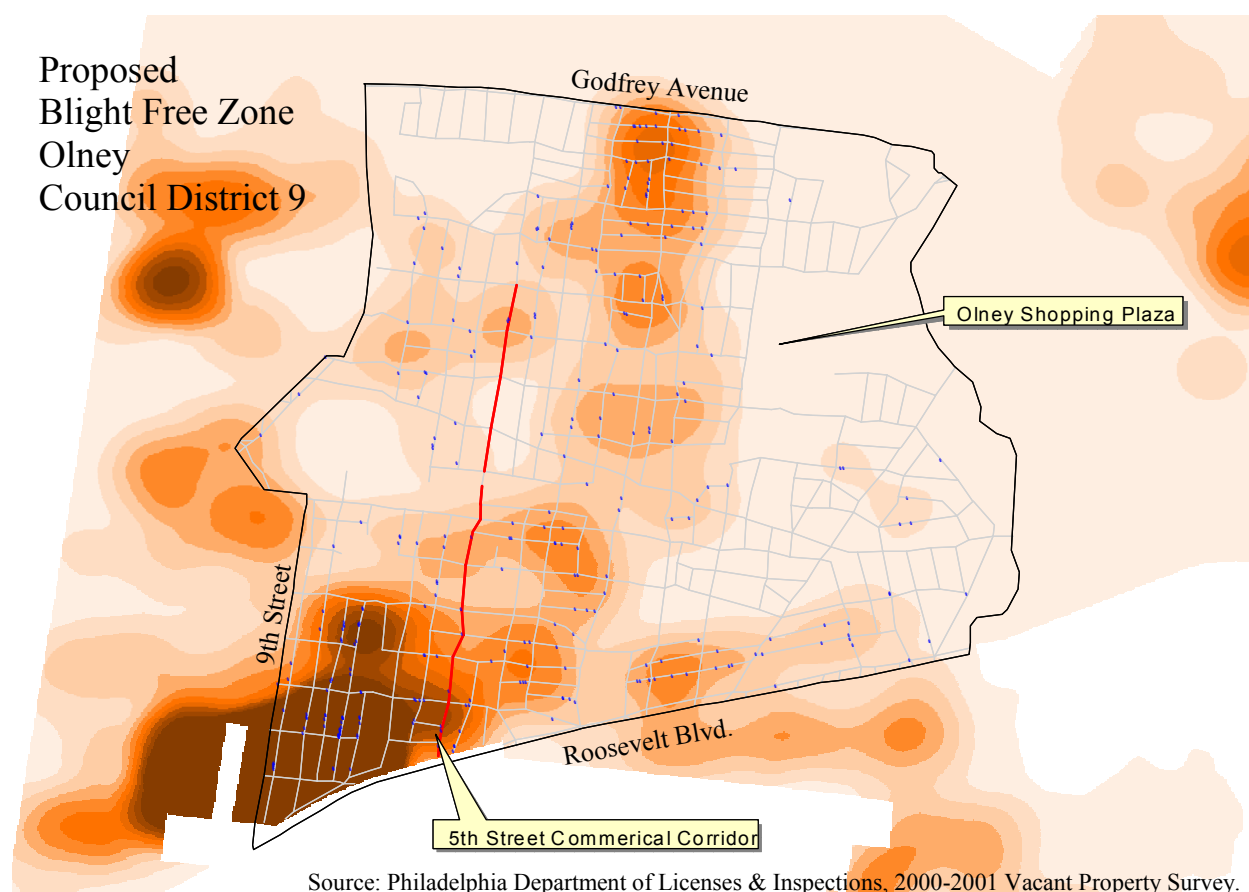 Proposed
Blight Free Zone
Olney
Council District 9
Godfrey Avenue
Olney Shopping Plaza
9th Street
Roosevelt Blvd.
5th Street Commerical Corridor
Source: Philadelphia Department of Licenses & Inspections, 2000-2001 Vacant Property Survey.